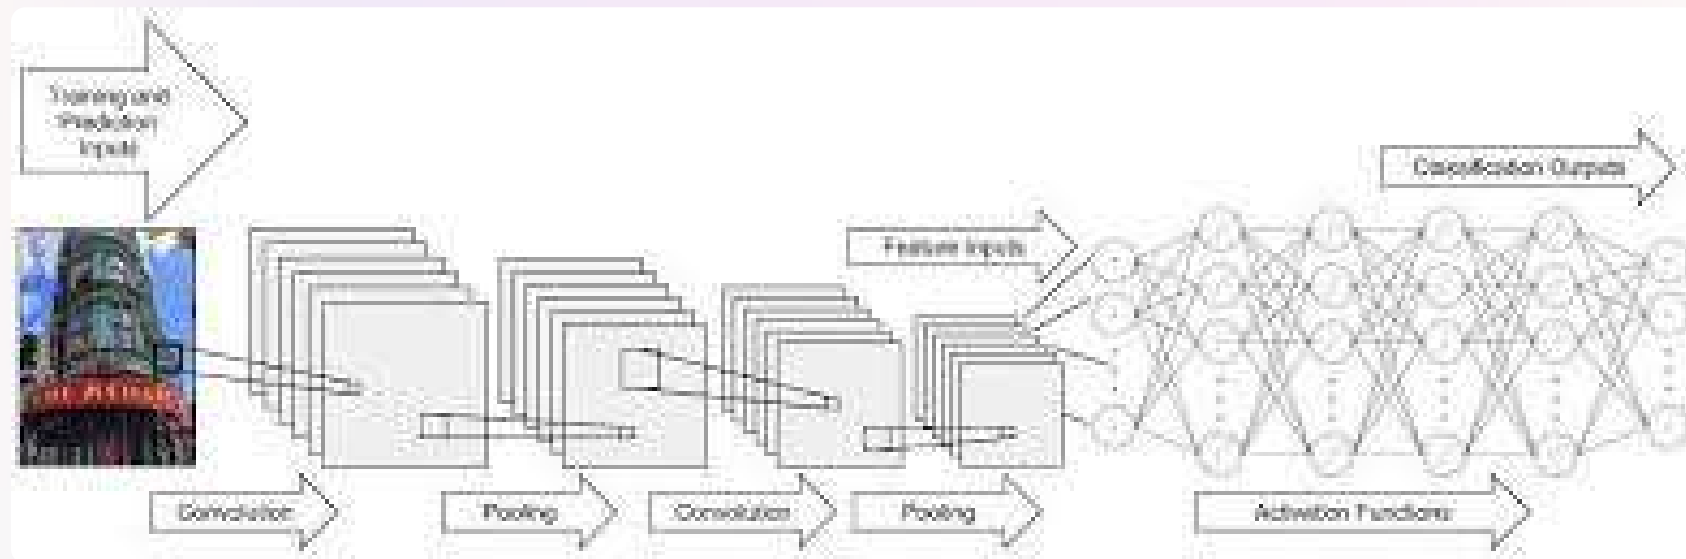 Training and
Prediction
Inputs
Classification Outputs
Feature Inputs
Convolution
Pooling
Convolution
Pooling
Activation Functions